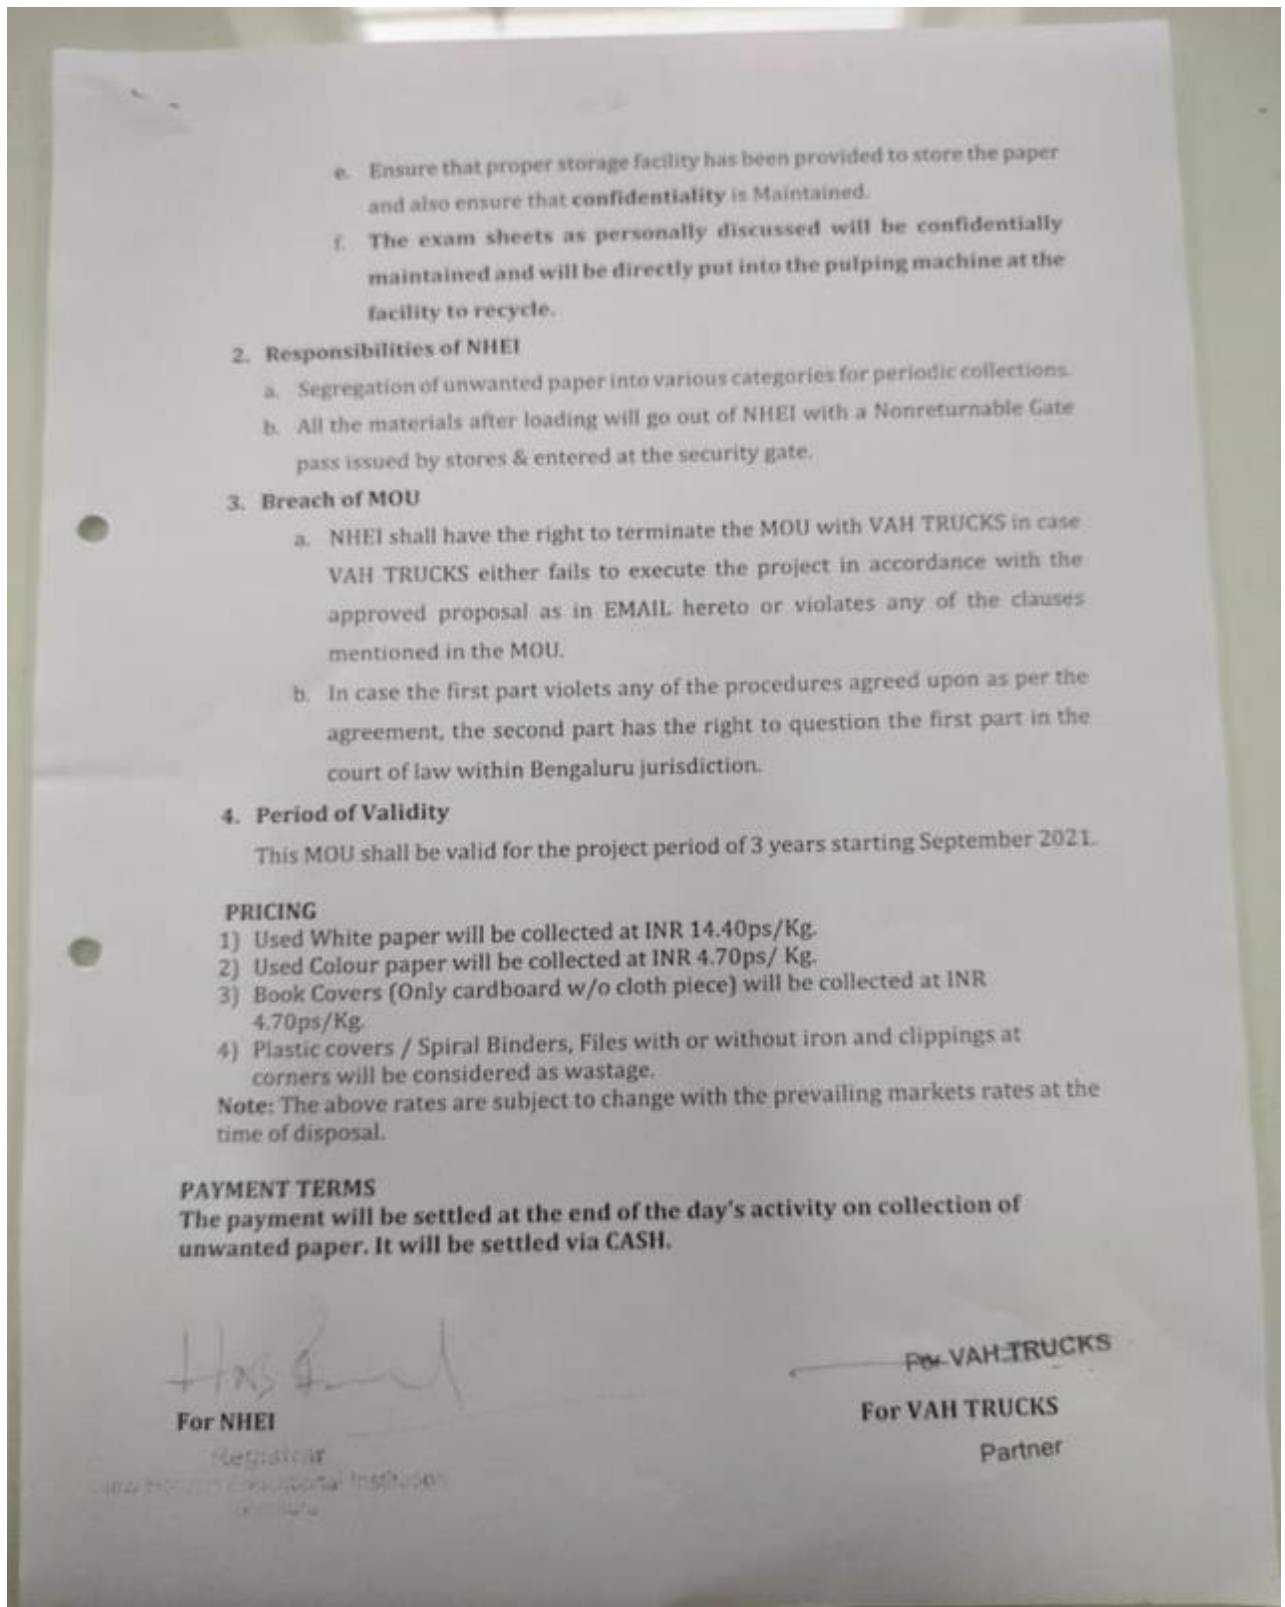 e. Ensure that proper storage facility has been provided to store the paper
and also ensure that confidentiality is Maintained.
f. The exam sheets as personally discussed will be confidentially
maintained and will be directly put into the pulping machine at the
facility to recycle.
2. Responsibilities of NHEI
a. Segregation of unwanted paper into various categories for periodic collections.
b. All the materials after loading will go out of NHEI with a Nonreturnable Gate
pass issued by stores & entered at the security gate.
3. Breach of MOU
a. NHEI shall have the right to terminate the MOU with VAH TRUCKS in case
VAH TRUCKS either fails to execute the project in accordance with the
approved proposal as in EMAIL hereto or violates any of the clauses
mentioned in the MOU.
b. In case the first part violets any of the procedures agreed upon as per the
agreement, the second part has the right to question the first part in the
court of law within Bengaluru jurisdiction.
4. Period of Validity
This MOU shall be valid for the project period of 3 years starting September 2021.
PRICING
1) Used White paper will be collected at INR 14.40ps/Kg.
2) Used Colour paper will be collected at INR 4.70ps/ Kg.
3) Book Covers (Only cardboard w/o cloth piece) will be collected at INR
4.70ps/Kg.
4) Plastic covers / Spiral Binders, Files with or without iron and clippings at
corners will be considered as wastage.
Note: The above rates are subject to change with the prevailing markets rates at the
time of disposal.
PAYMENT TERMS
The payment will be settled at the end of the day's activity on collection of
unwanted paper. It will be settled via CASH.
For VAH TRUCKS
For NHEI
For VAH TRUCKS
Registrar
Partner
Institution